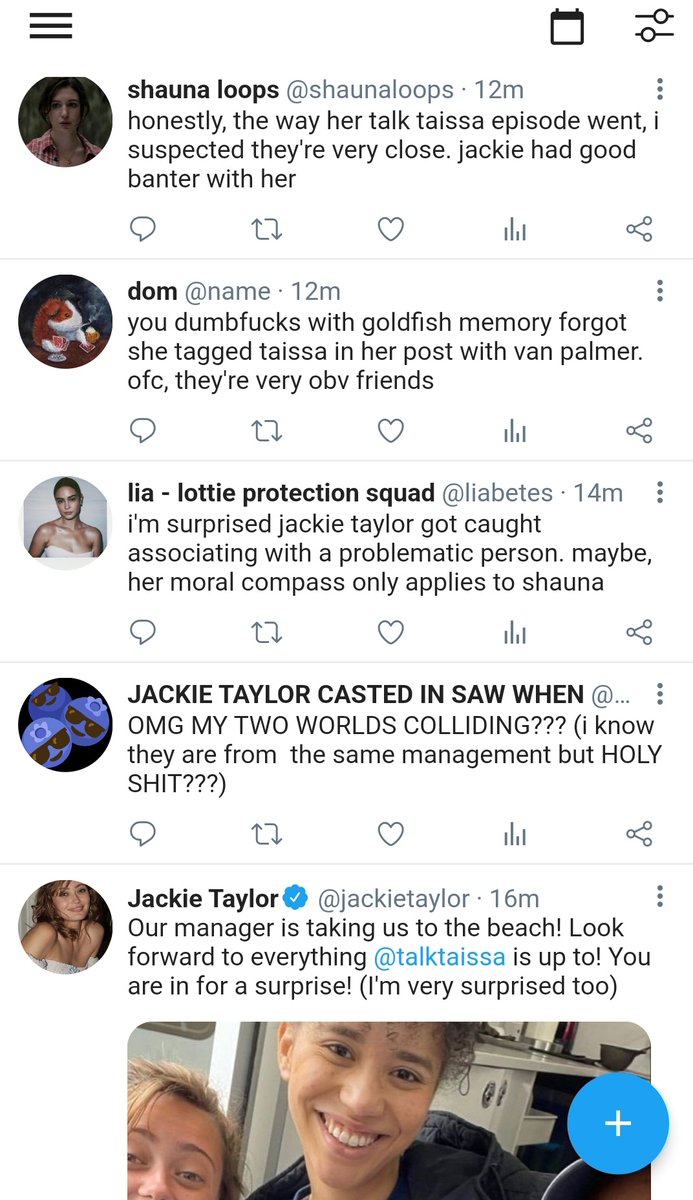 shauna loops @shaunaloops · 12m
honestly, the way her talk taissa episode went, i
suspected they're very close. jackie had good
banter with her
dom @name · 12m
you dumbfucks with goldfish memory forgot
she tagged taissa in her post with van palmer.
ofc, they're very obv friends
lia - lottie protection squad @liabetes · 14m
i'm surprised jackie taylor got caught
associating with a problematic person. maybe,
her moral compass only applies to shauna
JACKIE TAYLOR CASTED IN SAW WHEN @...
OMG MY TWO WORLDS COLLIDING??? (i know
they are from  the same management but HOLY
SHIT???)
Jackie Taylor @jackietaylor · 16m
Our manager is taking us to the beach! Look
forward to everything @talktaissa is up to! You
are in for a surprise! (I'm very surprised too)